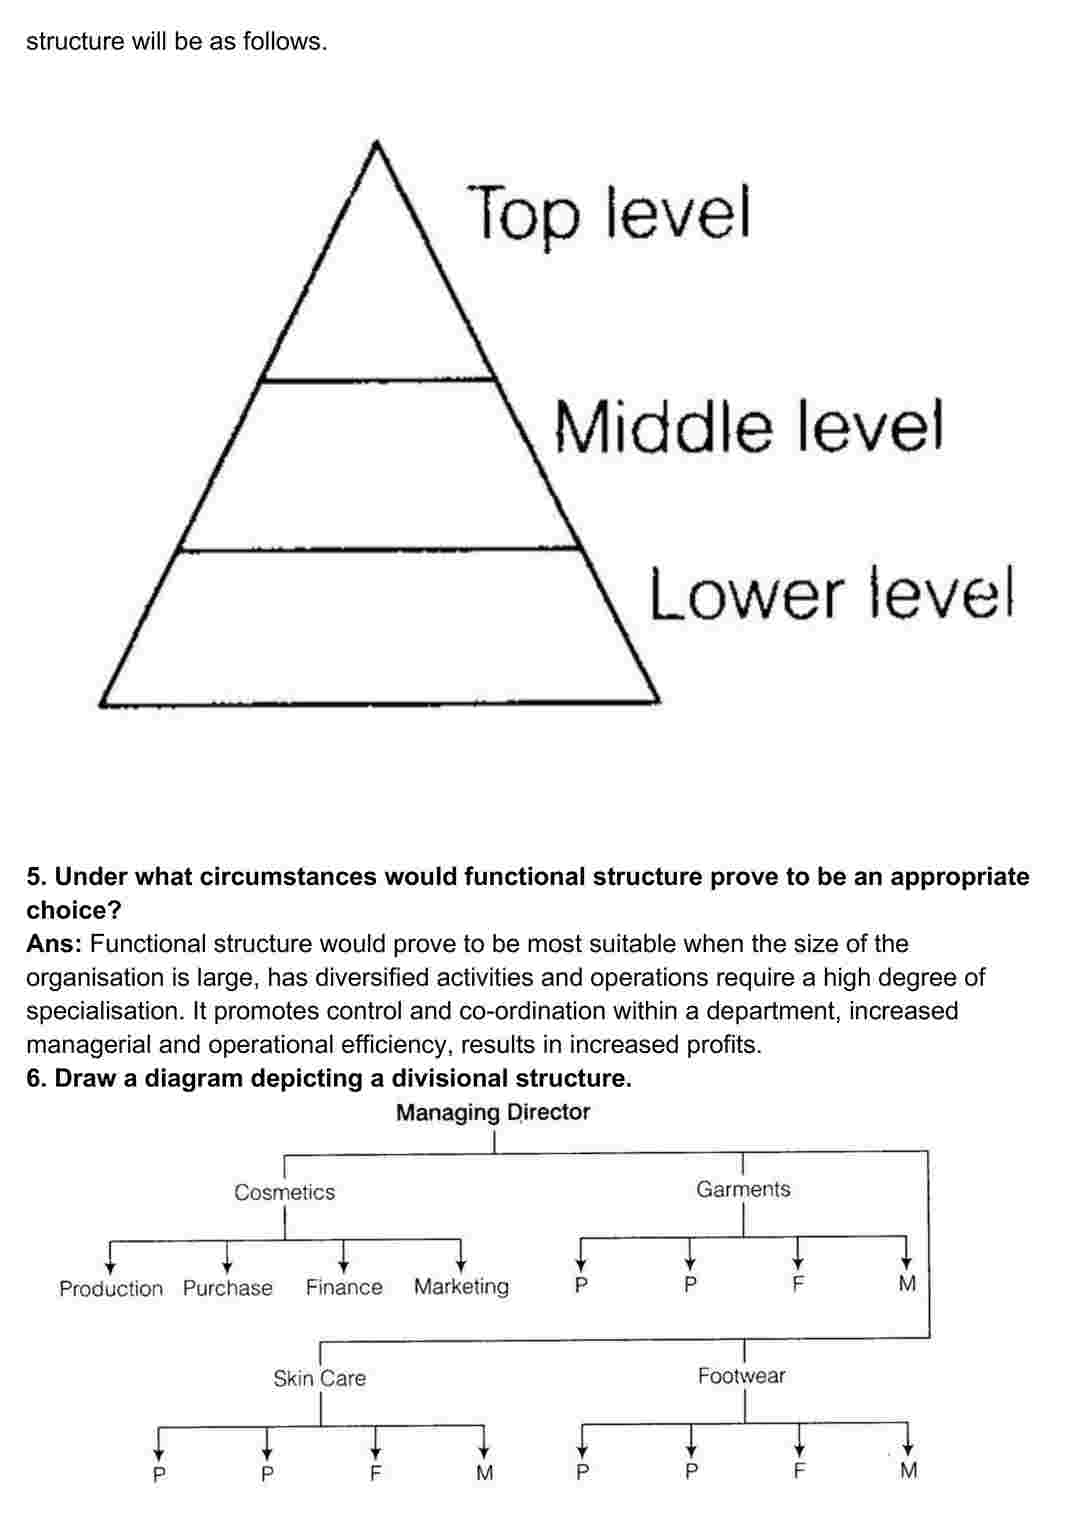 structure will be as follows.
Top level
Middle level
Lower level
5. Under what circumstances would functional structure prove to be an appropriate
choice?
Ans: Functional structure would prove to be most suitable when the size of the
organisation is large, has diversified activities and operations require a high degree of
specialisation. It promotes control and co-ordination within a department, increased
managerial and operational efficiency, results in increased profits.
6. Draw a diagram depicting a divisional structure.
Managing Director
Cosmetics Garments
Production Purchase Finance Marketing P P F M
Skin Care Footwear
P P F M P P F M